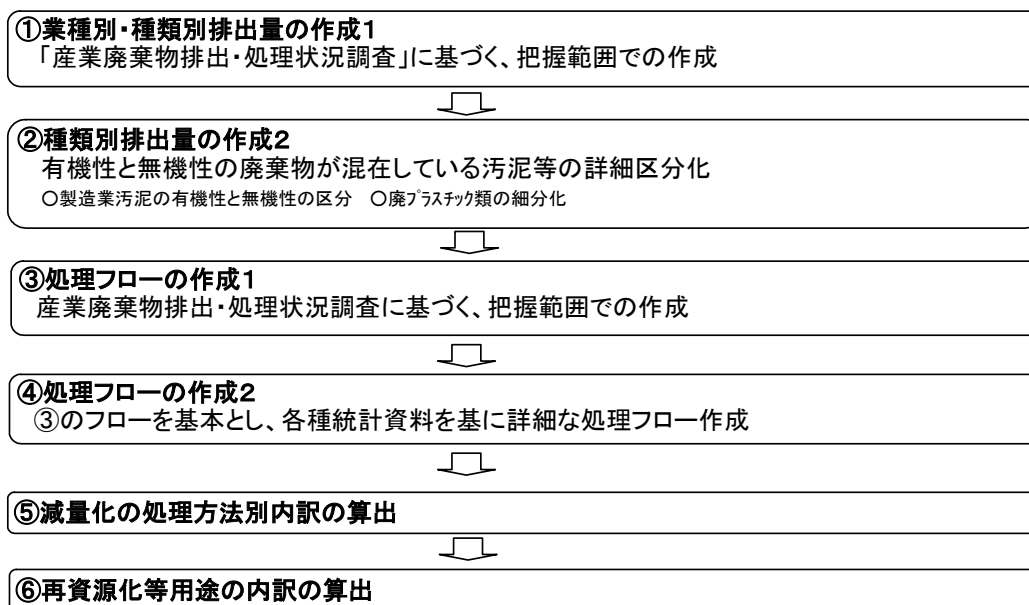 ①業種別・種類別排出量の作成1
「産業廃棄物排出・処理状況調査」に基づく、把握範囲での作成
②種類別排出量の作成2
有機性と無機性の廃棄物が混在している汚泥等の詳細区分化
○製造業汚泥の有機性と無機性の区分　○廃ﾌﾟﾗｽﾁｯｸ類の細分化
③処理フローの作成1
産業廃棄物排出・処理状況調査に基づく、把握範囲での作成
④処理フローの作成2
③のフローを基本とし、各種統計資料を基に詳細な処理フロー作成
⑤減量化の処理方法別内訳の算出
⑥再資源化等用途の内訳の算出